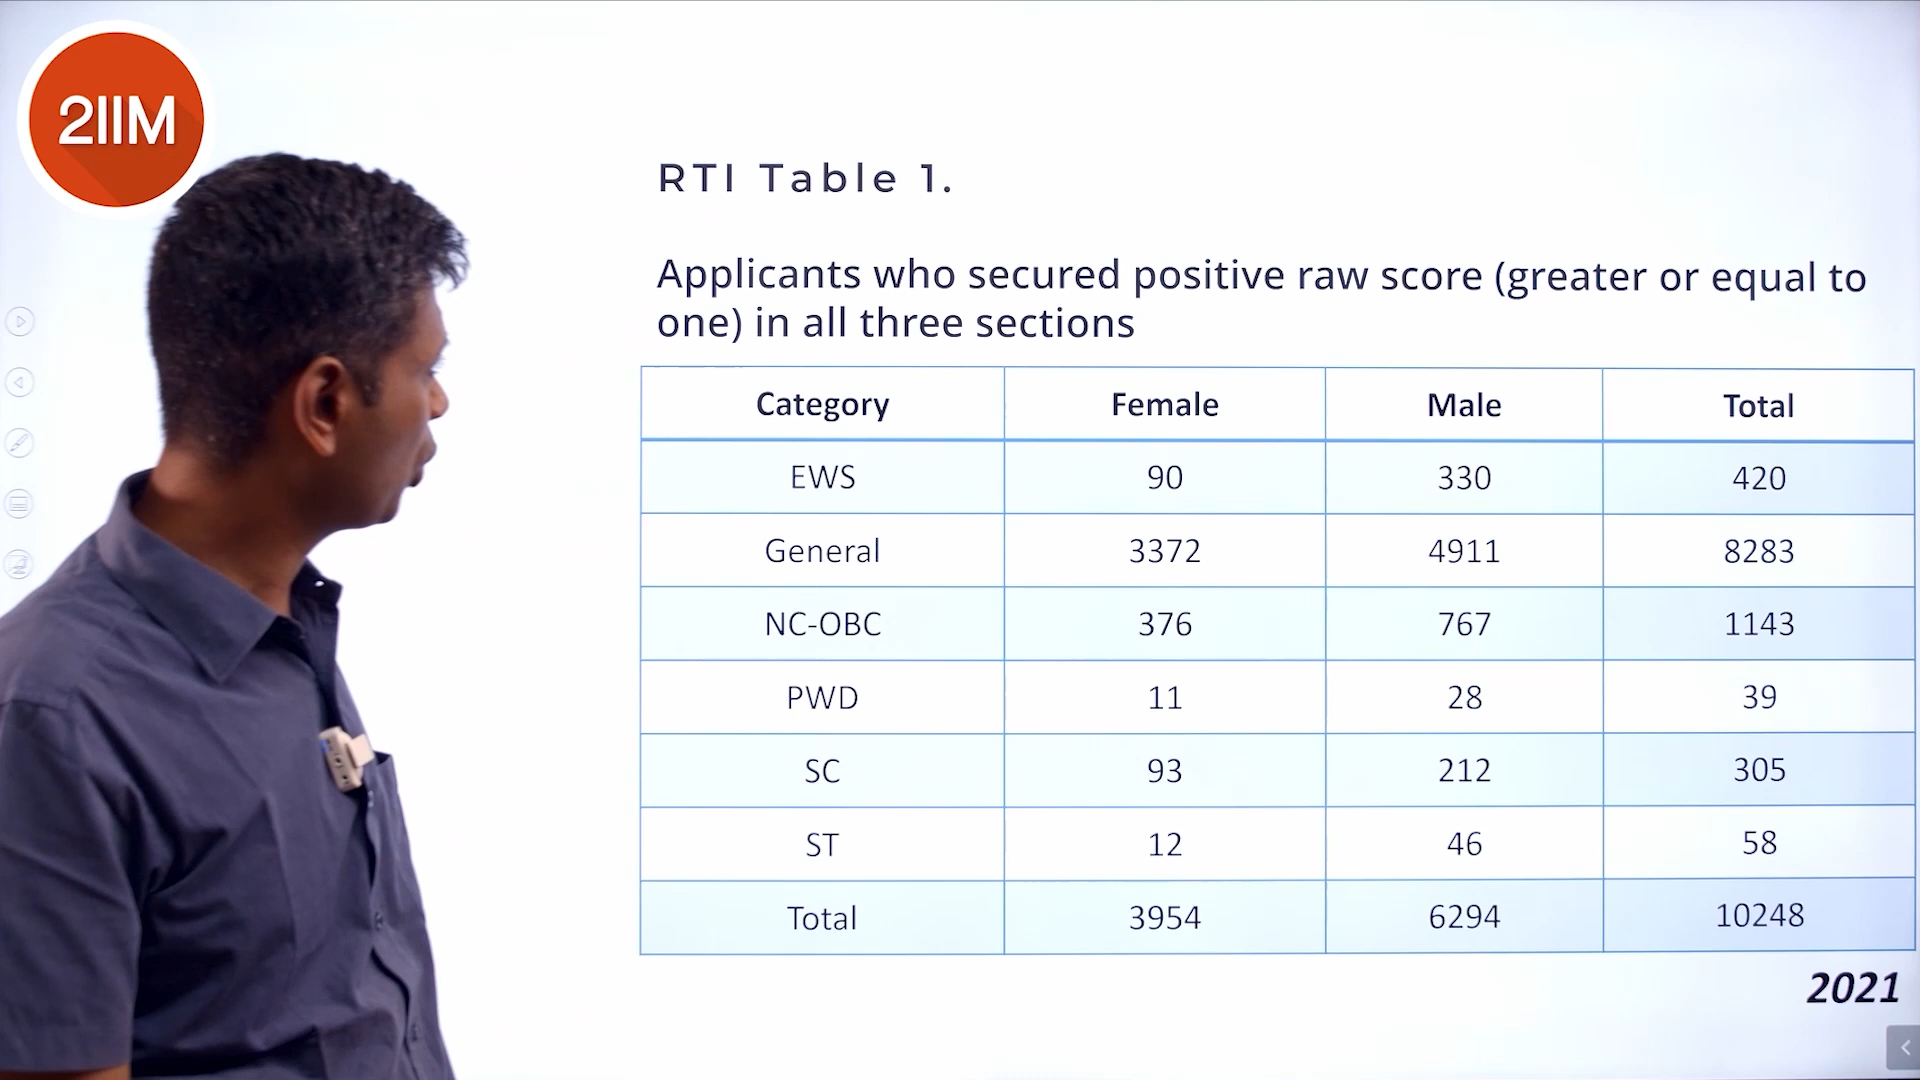 2IIM
RTI Table 1.
Applicants who secured positive raw score (greater or equal to
one) in all three sections
Category Female Male Total
EWS 90 330 420
General 3372 4911 8283
NC-OBC 376 767 1143
PWD 11 28 39
SC 93 212 305
ST 12 46 58
Total 3954 6294 10248
2021